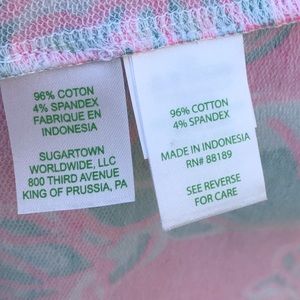 96% COTTON
4% SPANDEX
FABRIQUE EN
INDONESIA
SUGARTOWN
WORLDWIDE, LLC
800 THIRD AVENUE
KING OF PRUSSIA, PA
96% COTTON
4% SPANDEX
MADE IN INDONESIA
RN# 88189
SEE REVERSE
FOR CARE